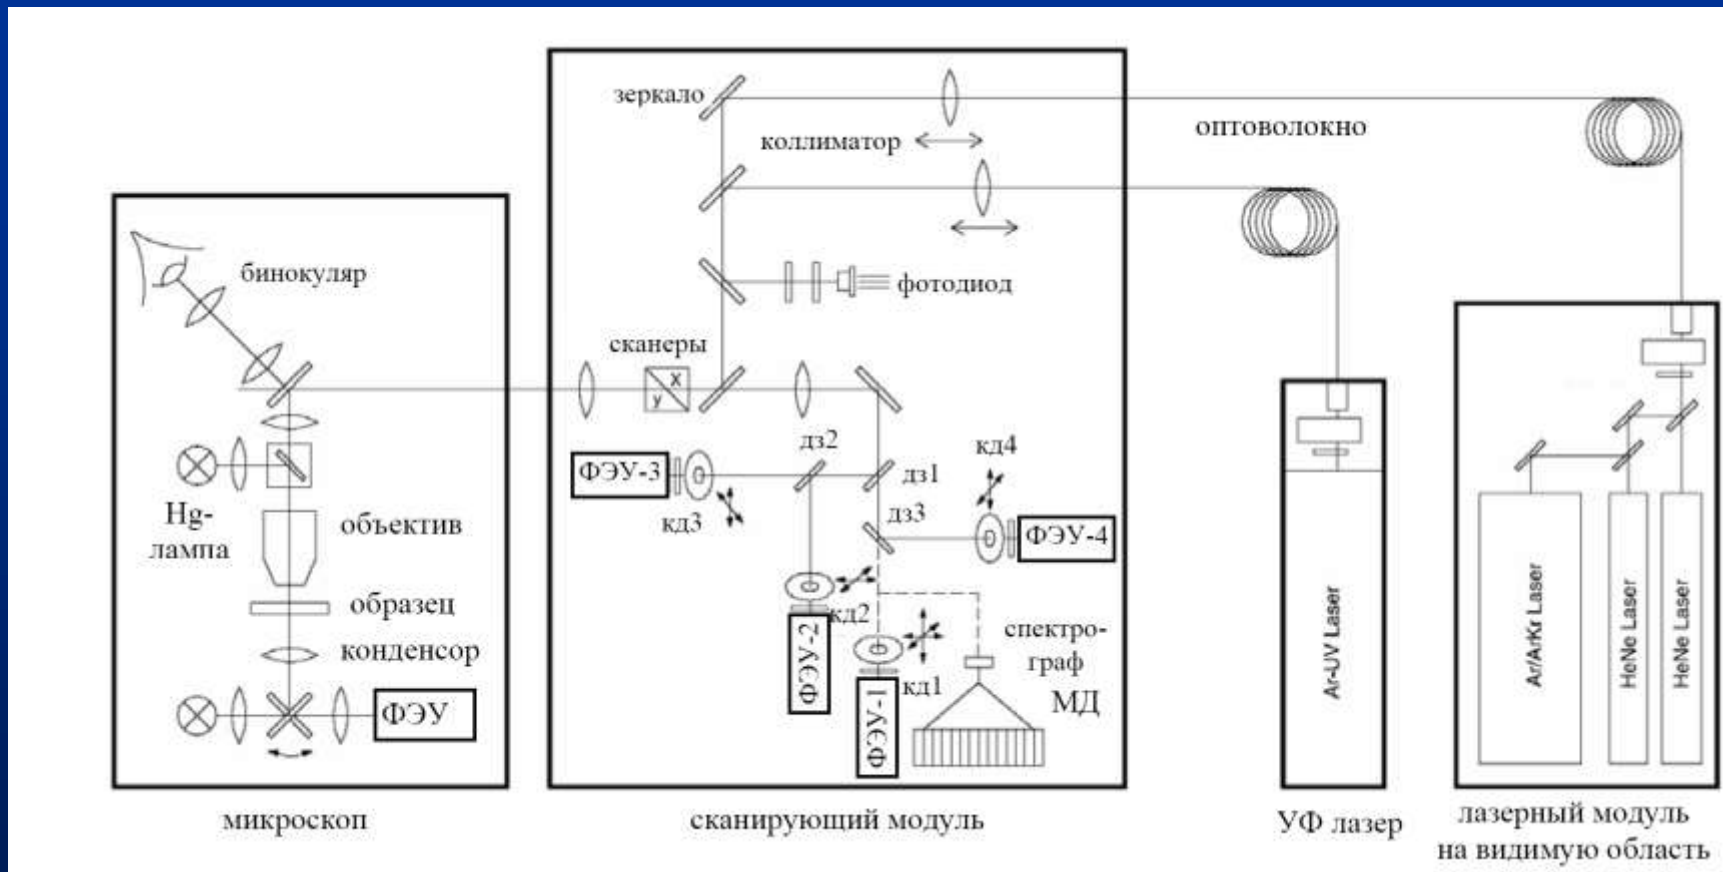 зеркало
коллиматор
оптоволокно
бинокуляр
фотодиод
сканеры
X
y
дз2
кд4
ФЭУ-3
дз1
кд3
дз3
ФЭУ-4
Hg-
лампа
объектив
образец
кд2
ФЭУ-2
конденсор
спектро-
граф
кд1
МД
ФЭУ
ФЭУ-1
Ar-UV Laser
Ar/ArKr Laser
HeNe Laser
HeNe Laser
микроскоп
сканирующий модуль
УФ лазер
лазерный модуль
на видимую область